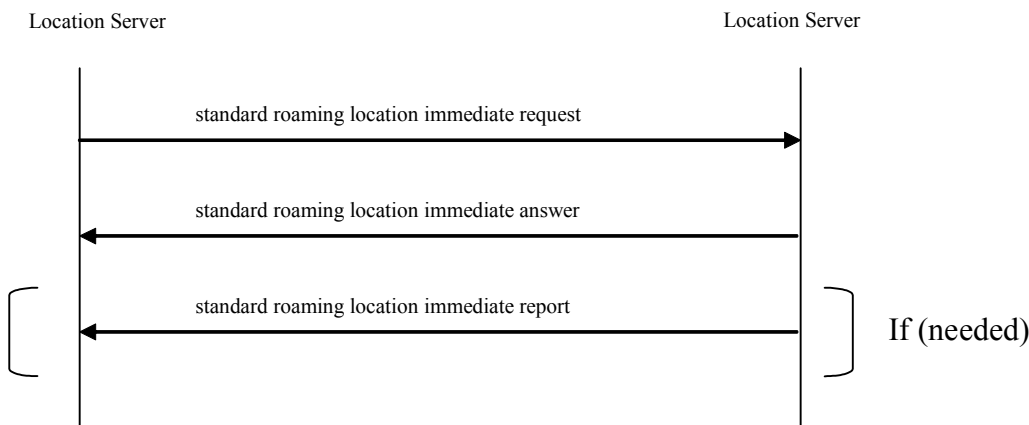 Location Server
Location Server
standard roaming location immediate request
standard roaming location immediate answer
standard roaming location immediate report
If (needed)